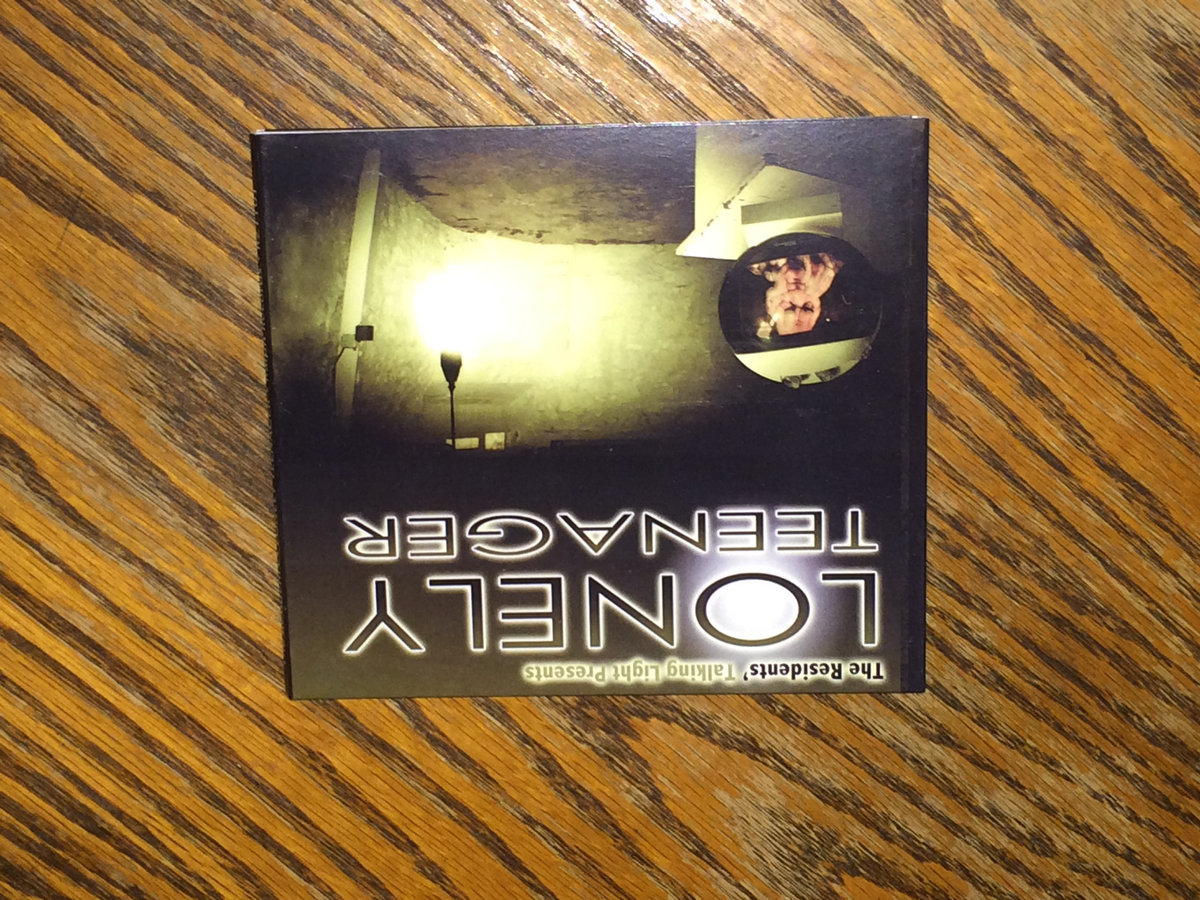 The Residents' Talking Light Presents
LONELY
TEENAGER